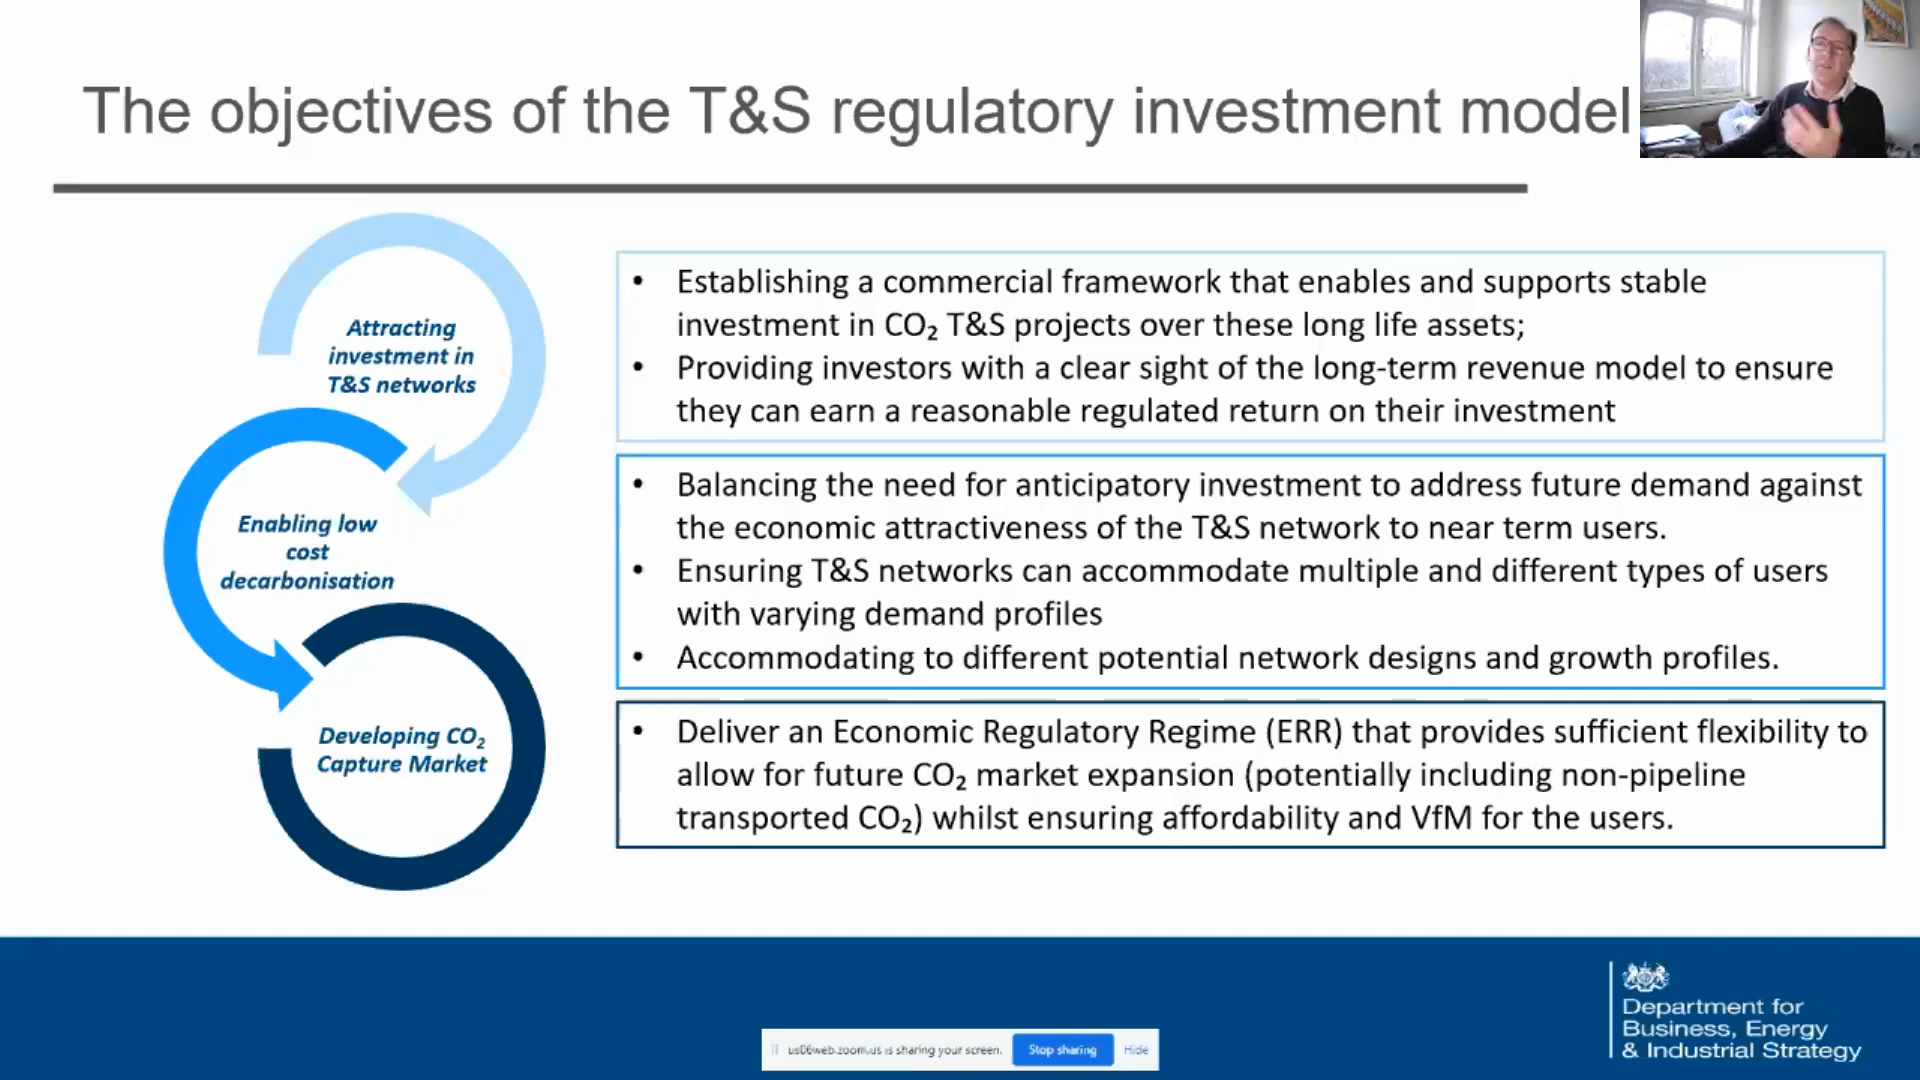 The objectives of the T&S regulatory investment model
Attracting
investment in
T&S networks
• Establishing a commercial framework that enables and supports stable
investment in CO₂ T&S projects over these long life assets;
• Providing investors with a clear sight of the long-term revenue model to ensure
they can earn a reasonable regulated return on their investment
Enabling low
cost
decarbonisation
• Balancing the need for anticipatory investment to address future demand against
the economic attractiveness of the T&S network to near term users.
• Ensuring T&S networks can accommodate multiple and different types of users
with varying demand profiles
• Accommodating to different potential network designs and growth profiles.
Developing CO₂
Capture Market
• Deliver an Economic Regulatory Regime (ERR) that provides sufficient flexibility to
allow for future CO₂ market expansion (potentially including non-pipeline
transported CO₂) whilst ensuring affordability and VfM for the users.
Department for
Business, Energy
& Industrial Strategy
us06web.zoom.us is sharing your screen. Stop sharing Hide